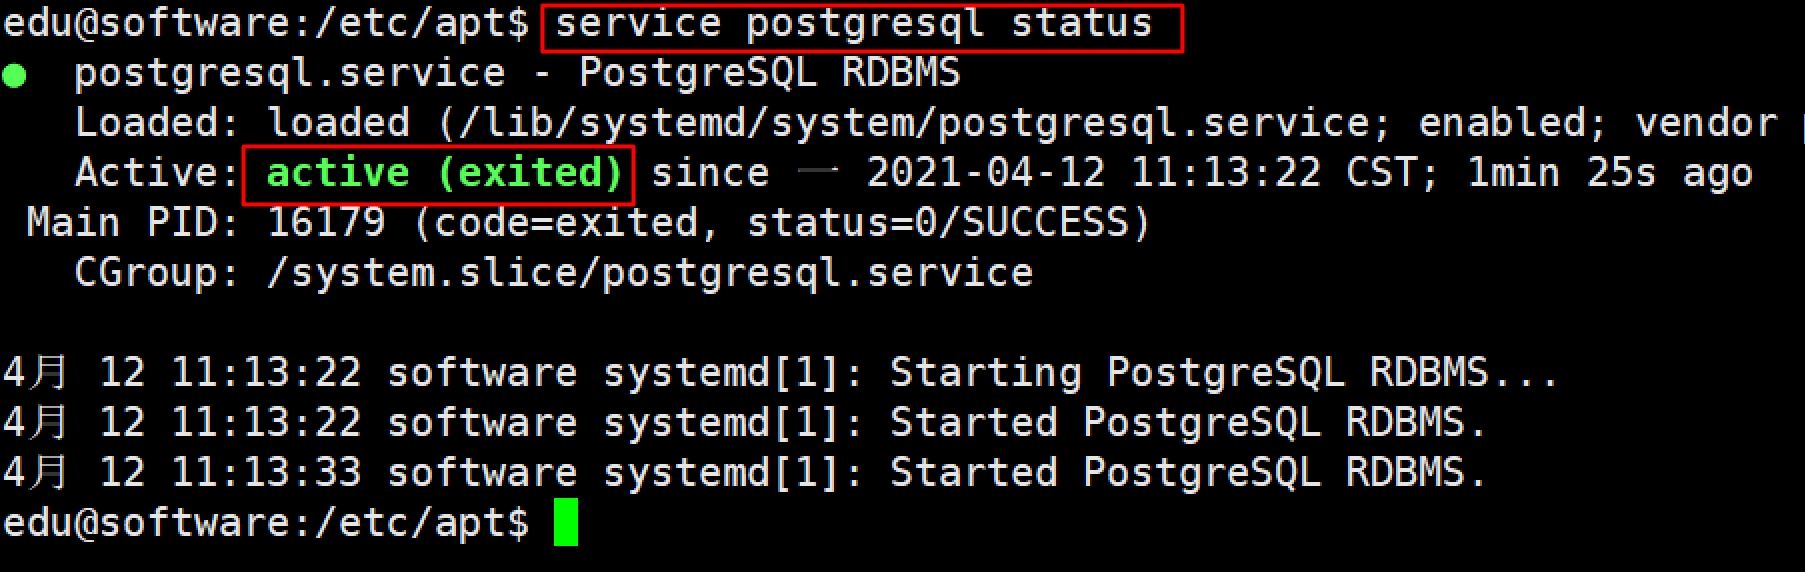 edu@software:/etc/apt$ service postgresql status
● postgresql.service - PostgreSQL RDBMS
Loaded: loaded (/lib/systemd/system/postgresql.service; enabled; vendor
Active: active (exited) since 一 2021-04-12 11:13:22 CST; 1min 25s ago
Main PID: 16179 (code=exited, status=0/SUCCESS)
CGroup: /system.slice/postgresql.service
4月 12 11:13:22 software systemd[1]: Starting PostgreSQL RDBMS...
4月 12 11:13:22 software systemd[1]: Started PostgreSQL RDBMS.
4月 12 11:13:33 software systemd[1]: Started PostgreSQL RDBMS.
edu@software:/etc/apt$